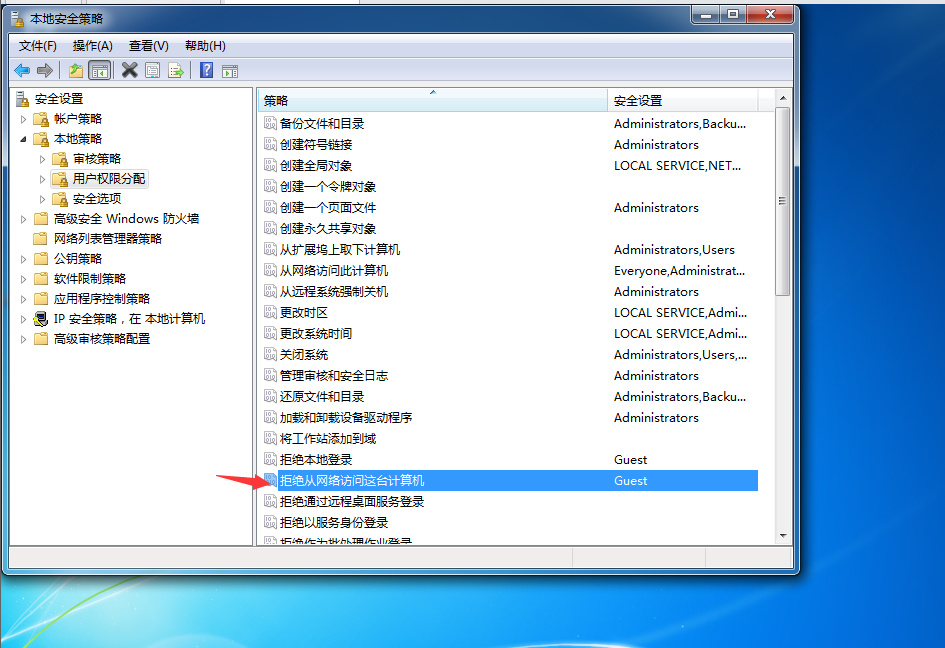 本地安全策略
文件(F) 操作(A) 查看(V) 帮助(H)
安全设置
帐户策略
本地策略
审核策略
用户权限分配
安全选项
高级安全 Windows 防火墙
网络列表管理器策略
公钥策略
软件限制策略
应用程序控制策略
IP 安全策略，在 本地计算机
高级审核策略配置
策略 安全设置
备份文件和目录 Administrators,Backu...
创建符号链接 Administrators
创建全局对象 LOCAL SERVICE,NET...
创建一个令牌对象
创建一个页面文件 Administrators
创建永久共享对象
从扩展坞上取下计算机 Administrators,Users
从网络访问此计算机 Everyone,Administrat...
从远程系统强制关机 Administrators
更改时区 LOCAL SERVICE,Admi...
更改系统时间 LOCAL SERVICE,Admi...
关闭系统 Administrators,Users,...
管理审核和安全日志 Administrators
还原文件和目录 Administrators,Backu...
加载和卸载设备驱动程序 Administrators
将工作站添加到域
拒绝本地登录 Guest
拒绝从网络访问这台计算机 Guest
拒绝通过远程桌面服务登录
拒绝以服务身份登录
拒绝作为批处理作业登录